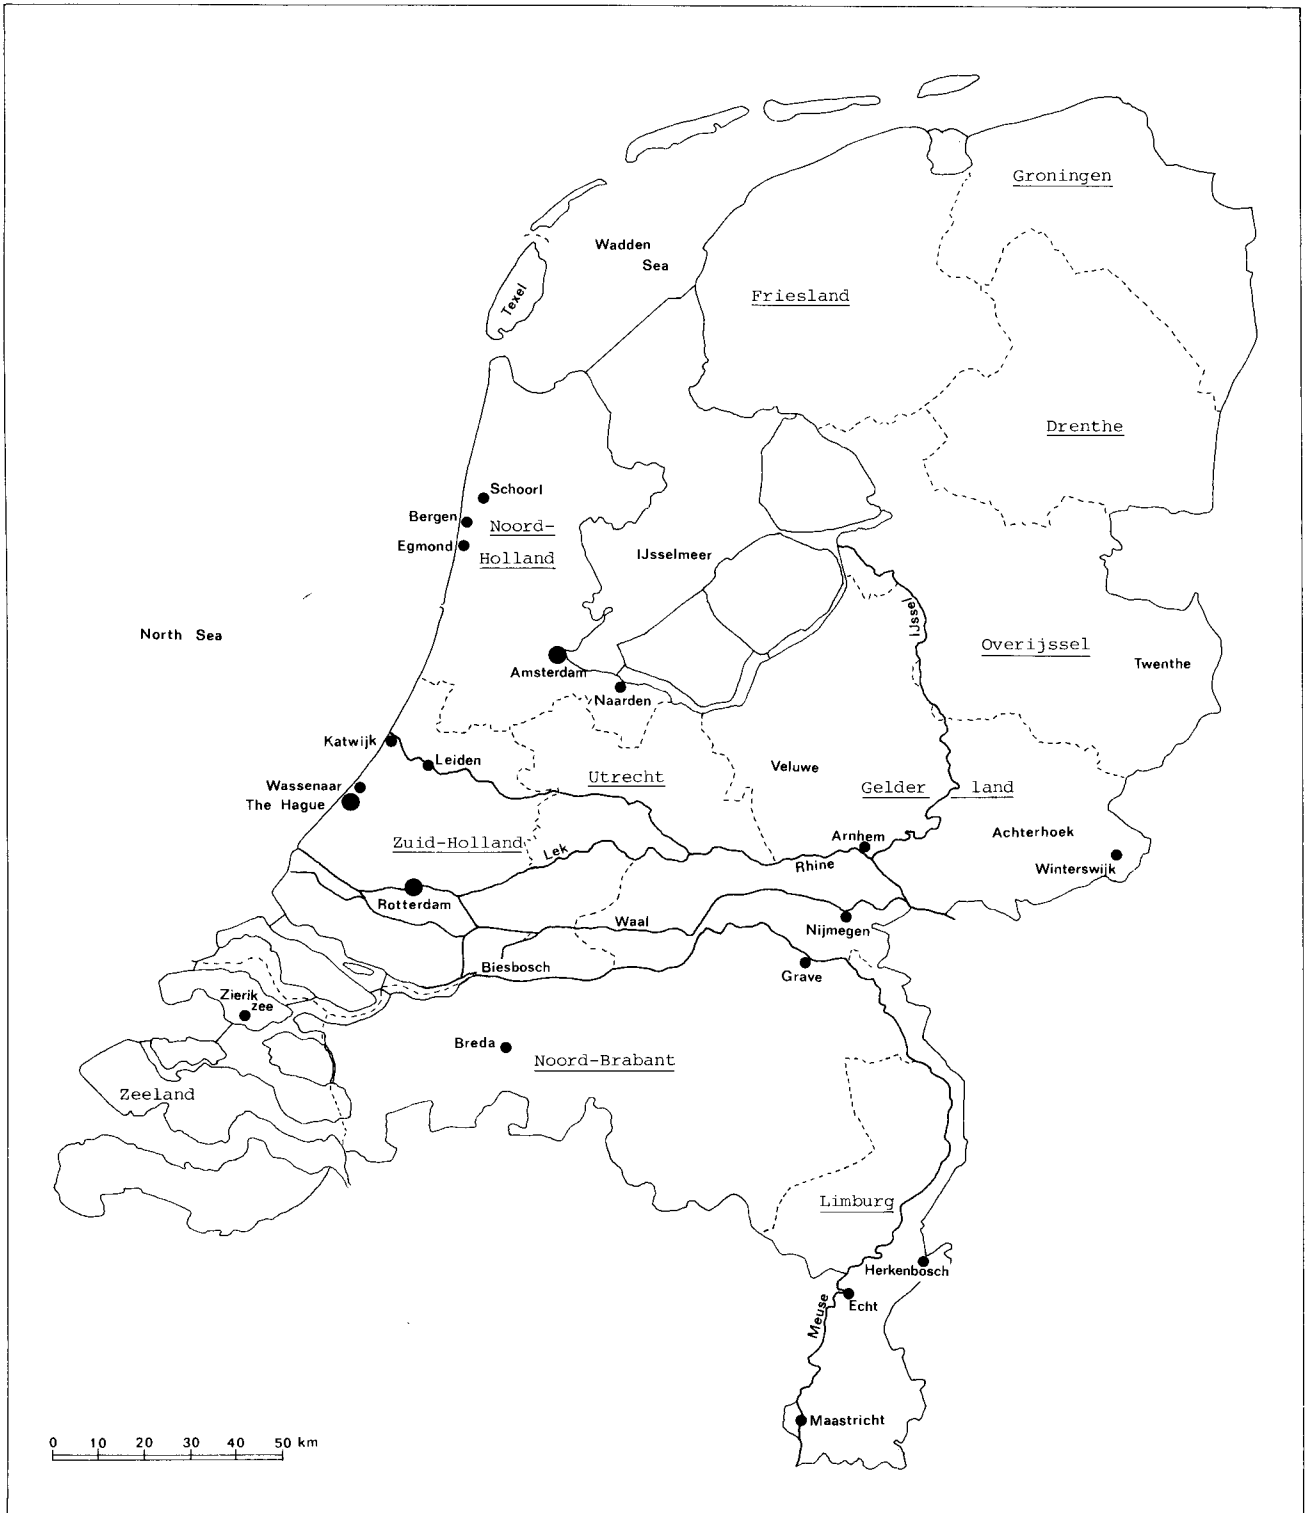 Groningen
Wadden
Sea
Texel
Friesland
Drenthe
Schoorl
Bergen
Noord-
Egmond
Holland
IJsselmeer
IJssel
North Sea
Overijssel
Twenthe
Amsterdam
Naarden
Katwijk
Leiden
Utrecht
Veluwe
Wassenaar
Gelder land
The Hague
Zuid-Holland
Lek
Arnhem
Achterhoek
Rhine
Winterswijk
Rotterdam
Waal
Nijmegen
Biesbosch
Grave
Zierik
zee
Breda
Noord-Brabant
Zeeland
Limburg
Herkenbosch
Echt
Meuse
Maastricht
0 10 20 30 40 50 km